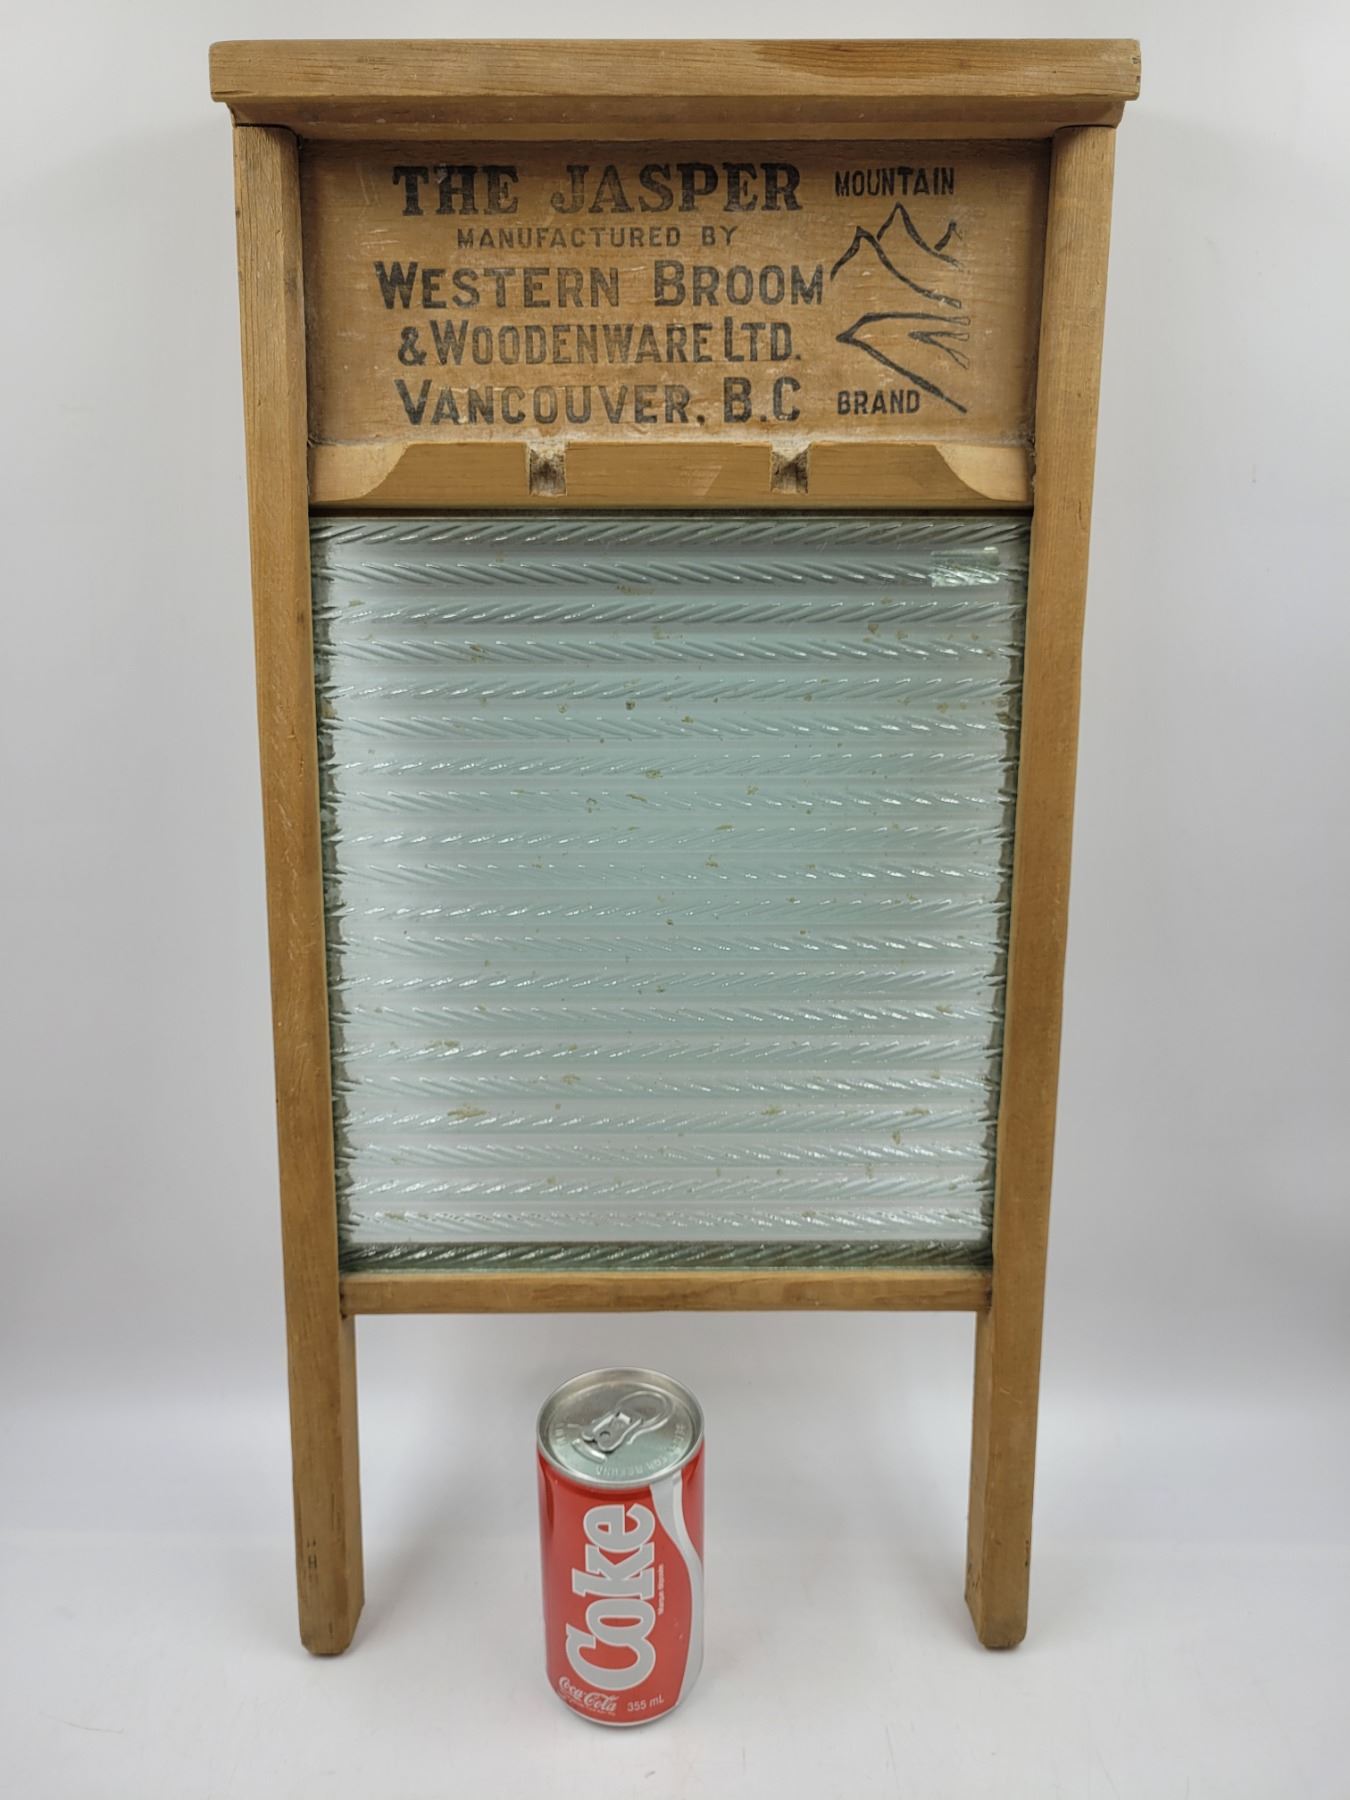 THE JASPER
MANUFACTURED BY
WESTERN BROOM
& WOODENWARE LTD.
VANCOUVER, B.C
MOUNTAIN
BRAND
Coke
Coca-Cola
355 mL